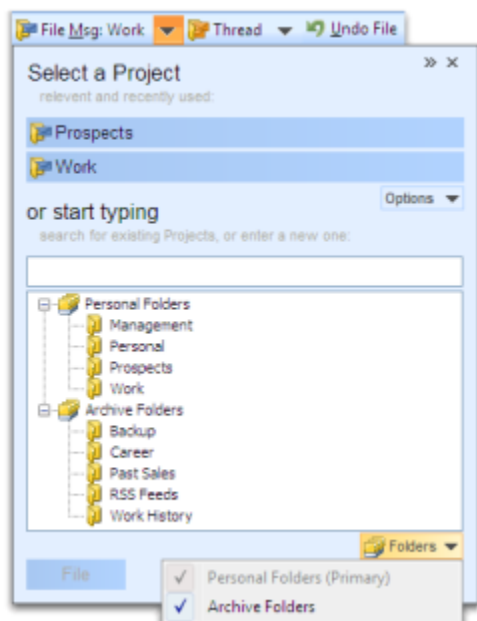 File Msg: Work Thread Undo File
Select a Project
relevent and recently used:
Prospects
Work
Options
or start typing
search for existing Projects, or enter a new one:
Personal Folders
Management
Personal
Prospects
Work
Archive Folders
Backup
Career
Past Sales
RSS Feeds
Work History
Folders
File
Personal Folders (Primary)
Archive Folders